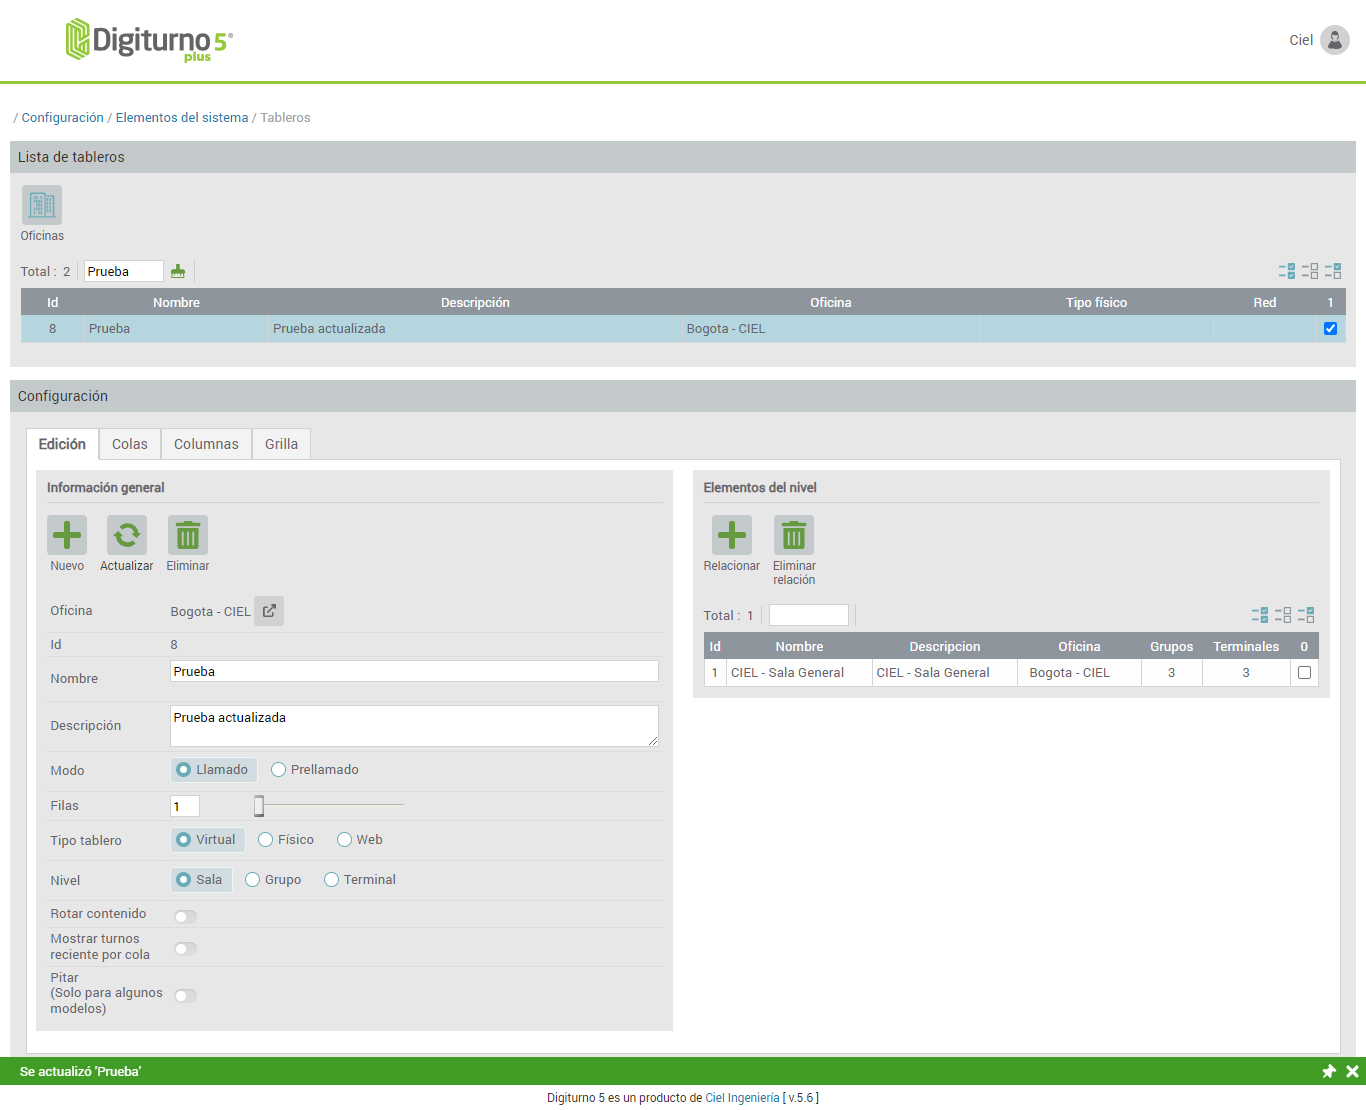 Digiturno 5®
plus
Ciel
/ Configuración / Elementos del sistema / Tableros
Lista de tableros
Oficinas
Total : 2 Prueba
Id Nombre Descripción Oficina Tipo físico Red 1
8 Prueba Prueba actualizada Bogota - CIEL
Configuración
Edición Colas Columnas Grilla
Información general
Nuevo Actualizar Eliminar
Oficina Bogota - CIEL
Id 8
Nombre Prueba
Descripción Prueba actualizada
Modo Llamado Prellamado
Filas 1
Tipo tablero Virtual Físico Web
Nivel Sala Grupo Terminal
Rotar contenido
Mostrar turnos
reciente por cola
Pitar
(Solo para algunos
modelos)
Elementos del nivel
Relacionar Eliminar
relación
Total : 1
Id Nombre Descripcion Oficina Grupos Terminales 0
1 CIEL - Sala General CIEL - Sala General Bogota - CIEL 3 3
Se actualizó 'Prueba'
Digiturno 5 es un producto de Ciel Ingeniería [ v.5.6 ]